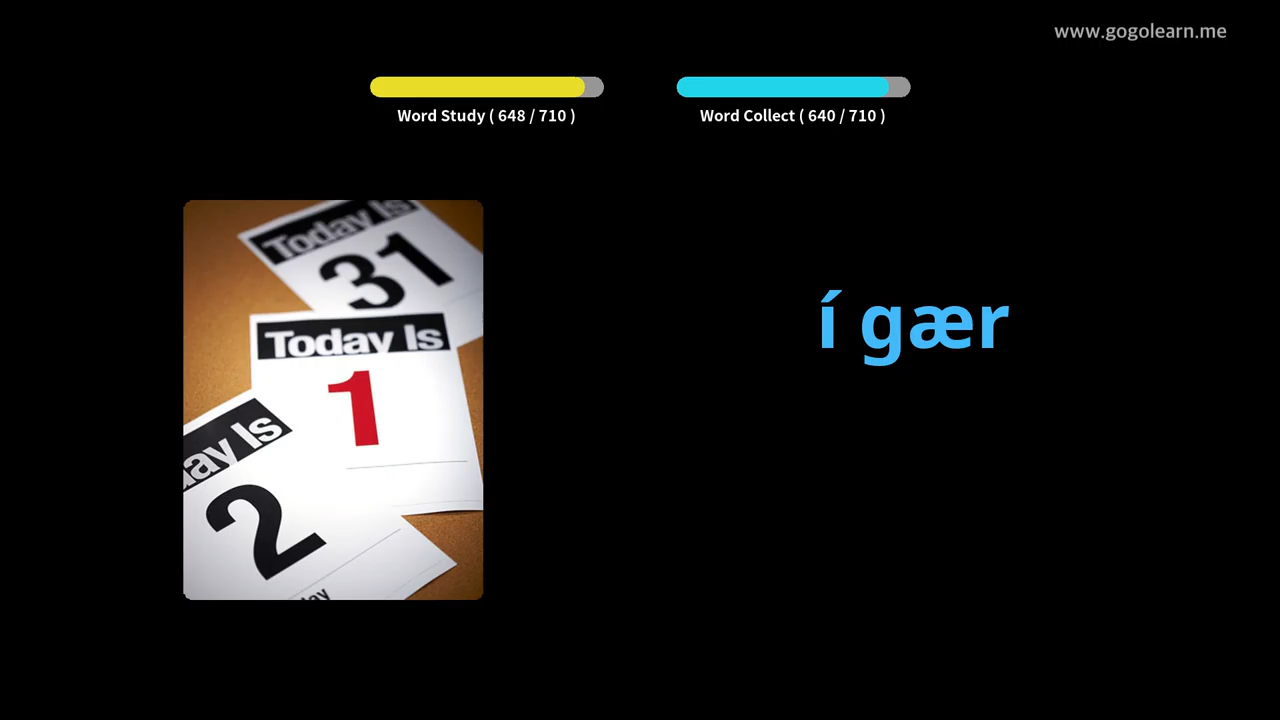 www.gogolearn.me
Word Study ( 648 / 710 )
Word Collect ( 640 / 710 )
Today Is
31
Today Is
1
ay Is
2
ay
í gær